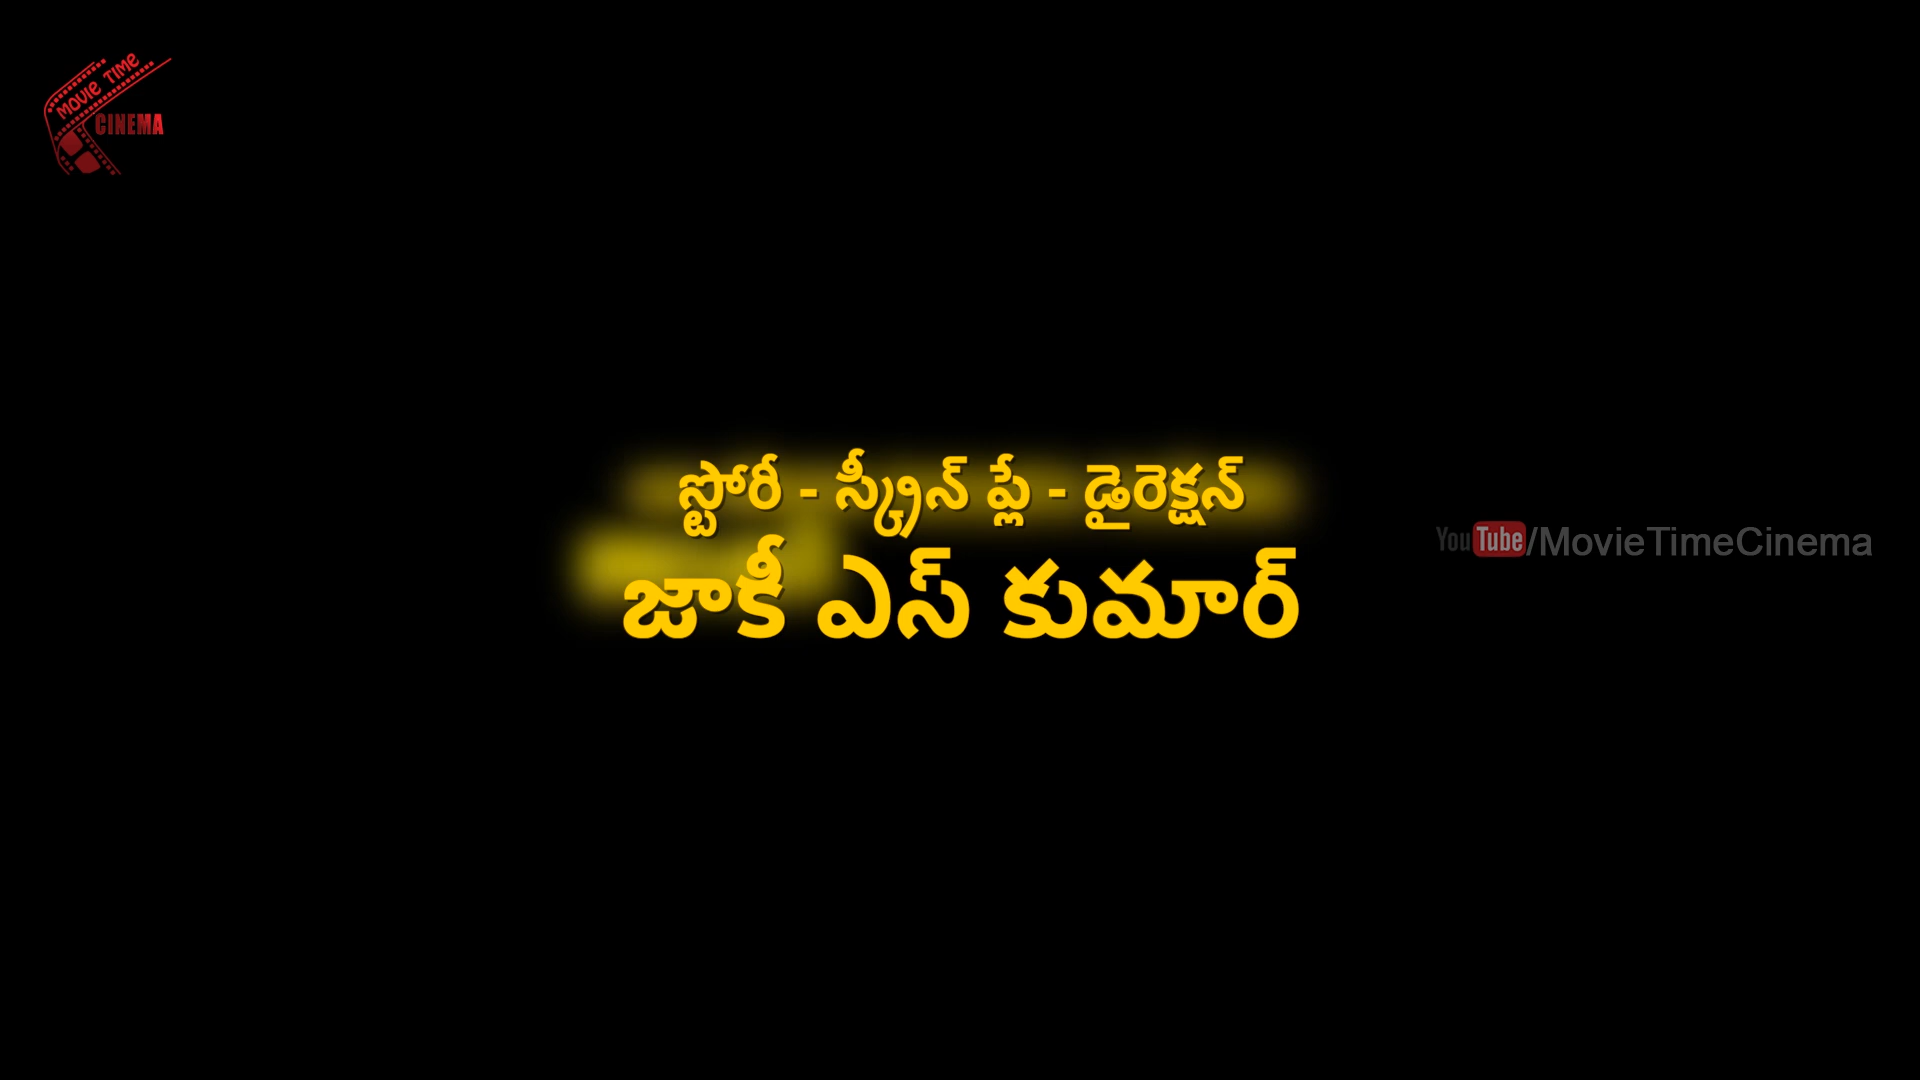 MOVIE TIME
CINEMA
స్టోరీ - స్క్రీన్ ప్లే - డైరెక్షన్
జాకీ ఎస్ కుమార్
YouTube/MovieTimeCinema